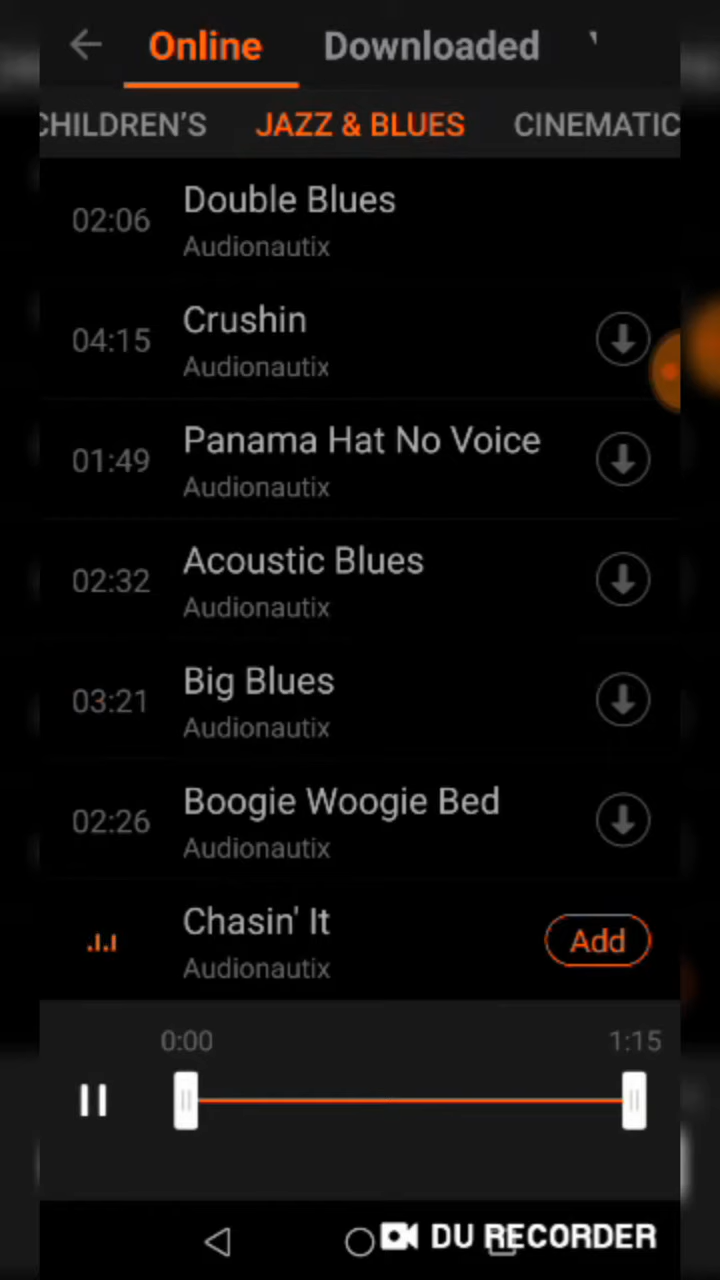 Online Downloaded
CHILDREN'S JAZZ & BLUES CINEMATIC
Double Blues
02:06
Audionautix
Crushin
04:15
Audionautix
Panama Hat No Voice
01:49
Audionautix
Acoustic Blues
02:32
Audionautix
Big Blues
03:21
Audionautix
Boogie Woogie Bed
02:26
Audionautix
Chasin' It
Add
Audionautix
0:00 1:15
DU RECORDER